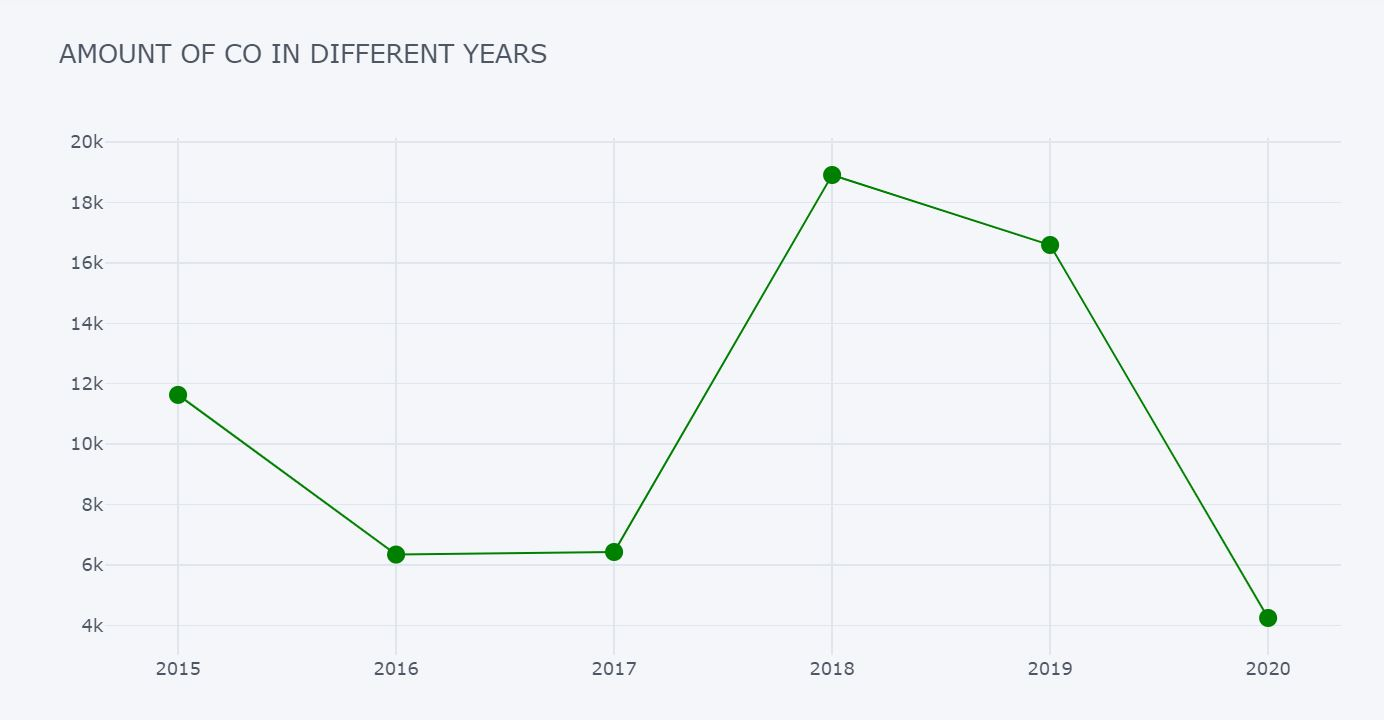 AMOUNT OF CO IN DIFFERENT YEARS
20k
18k
16k
14k
12k
10k
8k
6k
4k
2015 2016 2017 2018 2019 2020